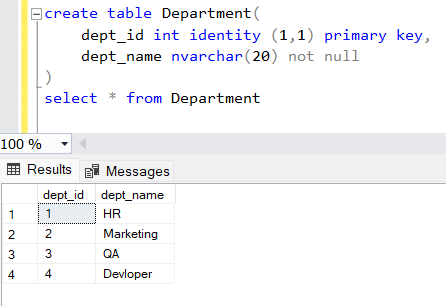 create table Department(
dept_id int identity (1,1) primary key,
dept_name nvarchar(20) not null
)
select * from Department
100 %
Results Messages
dept_id dept_name
1 1 HR
2 2 Marketing
3 3 QA
4 4 Devloper